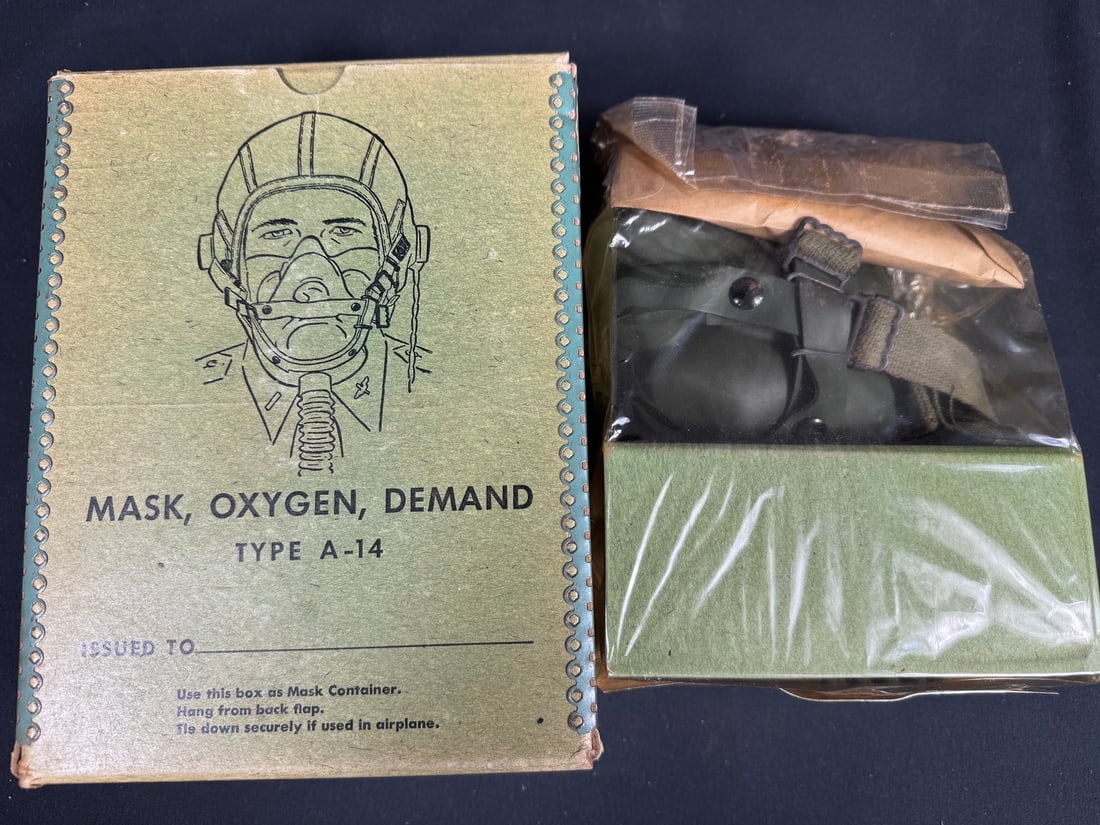 MASK, OXYGEN, DEMAND
TYPE A-14
ISSUED TO
Use this box as Mask Container.
Hang from back flap.
Tie down securely if used in airplane.